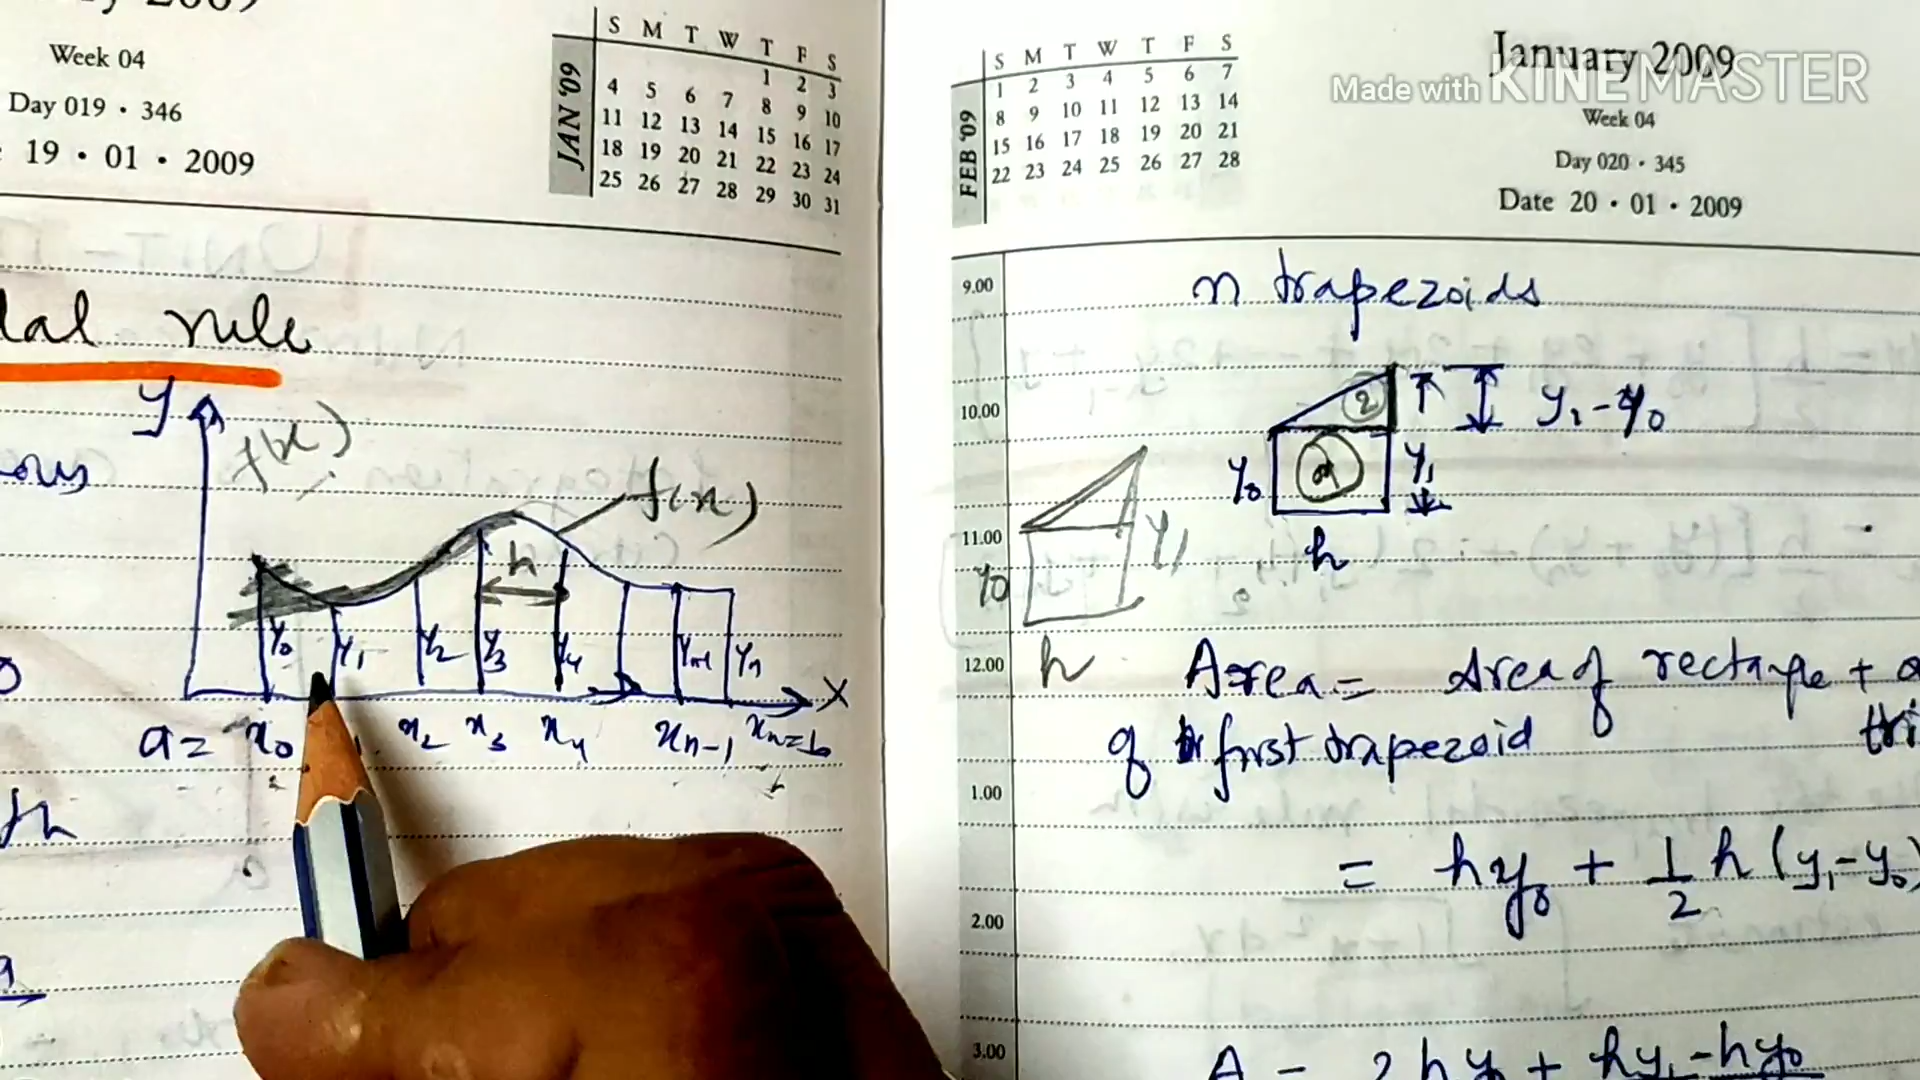 Week 04
Day 019 • 346
19 • 01 • 2009
JAN '09
S M T W T F S
1 2 3
4 5 6 7 8 9 10
11 12 13 14 15 16 17
18 19 20 21 22 23 24
25 26 27 28 29 30 31
rule
y
f(x)
f(x)
h
y0 y1 y2 y3 y4 yn-1 yn
X
a = x0 x2 x3 x4 xn-1 xn=b
January 2009
Made with KINEMASTER
Week 04
Day 020 • 345
Date 20 • 01 • 2009
FEB '09
S M T W T F S
1 2 3 4 5 6 7
8 9 10 11 12 13 14
15 16 17 18 19 20 21
22 23 24 25 26 27 28
9.00
n trapezoids
10.00
2
y1-y0
y0
y1
h
11.00
y0
y1
h
12.00
Area = Area of rectangle +
of first trapezoid
1.00
= hy0 + 1/2 h (y1-y0)
2.00
3.00
A = 2hy0 + hy1-hy0